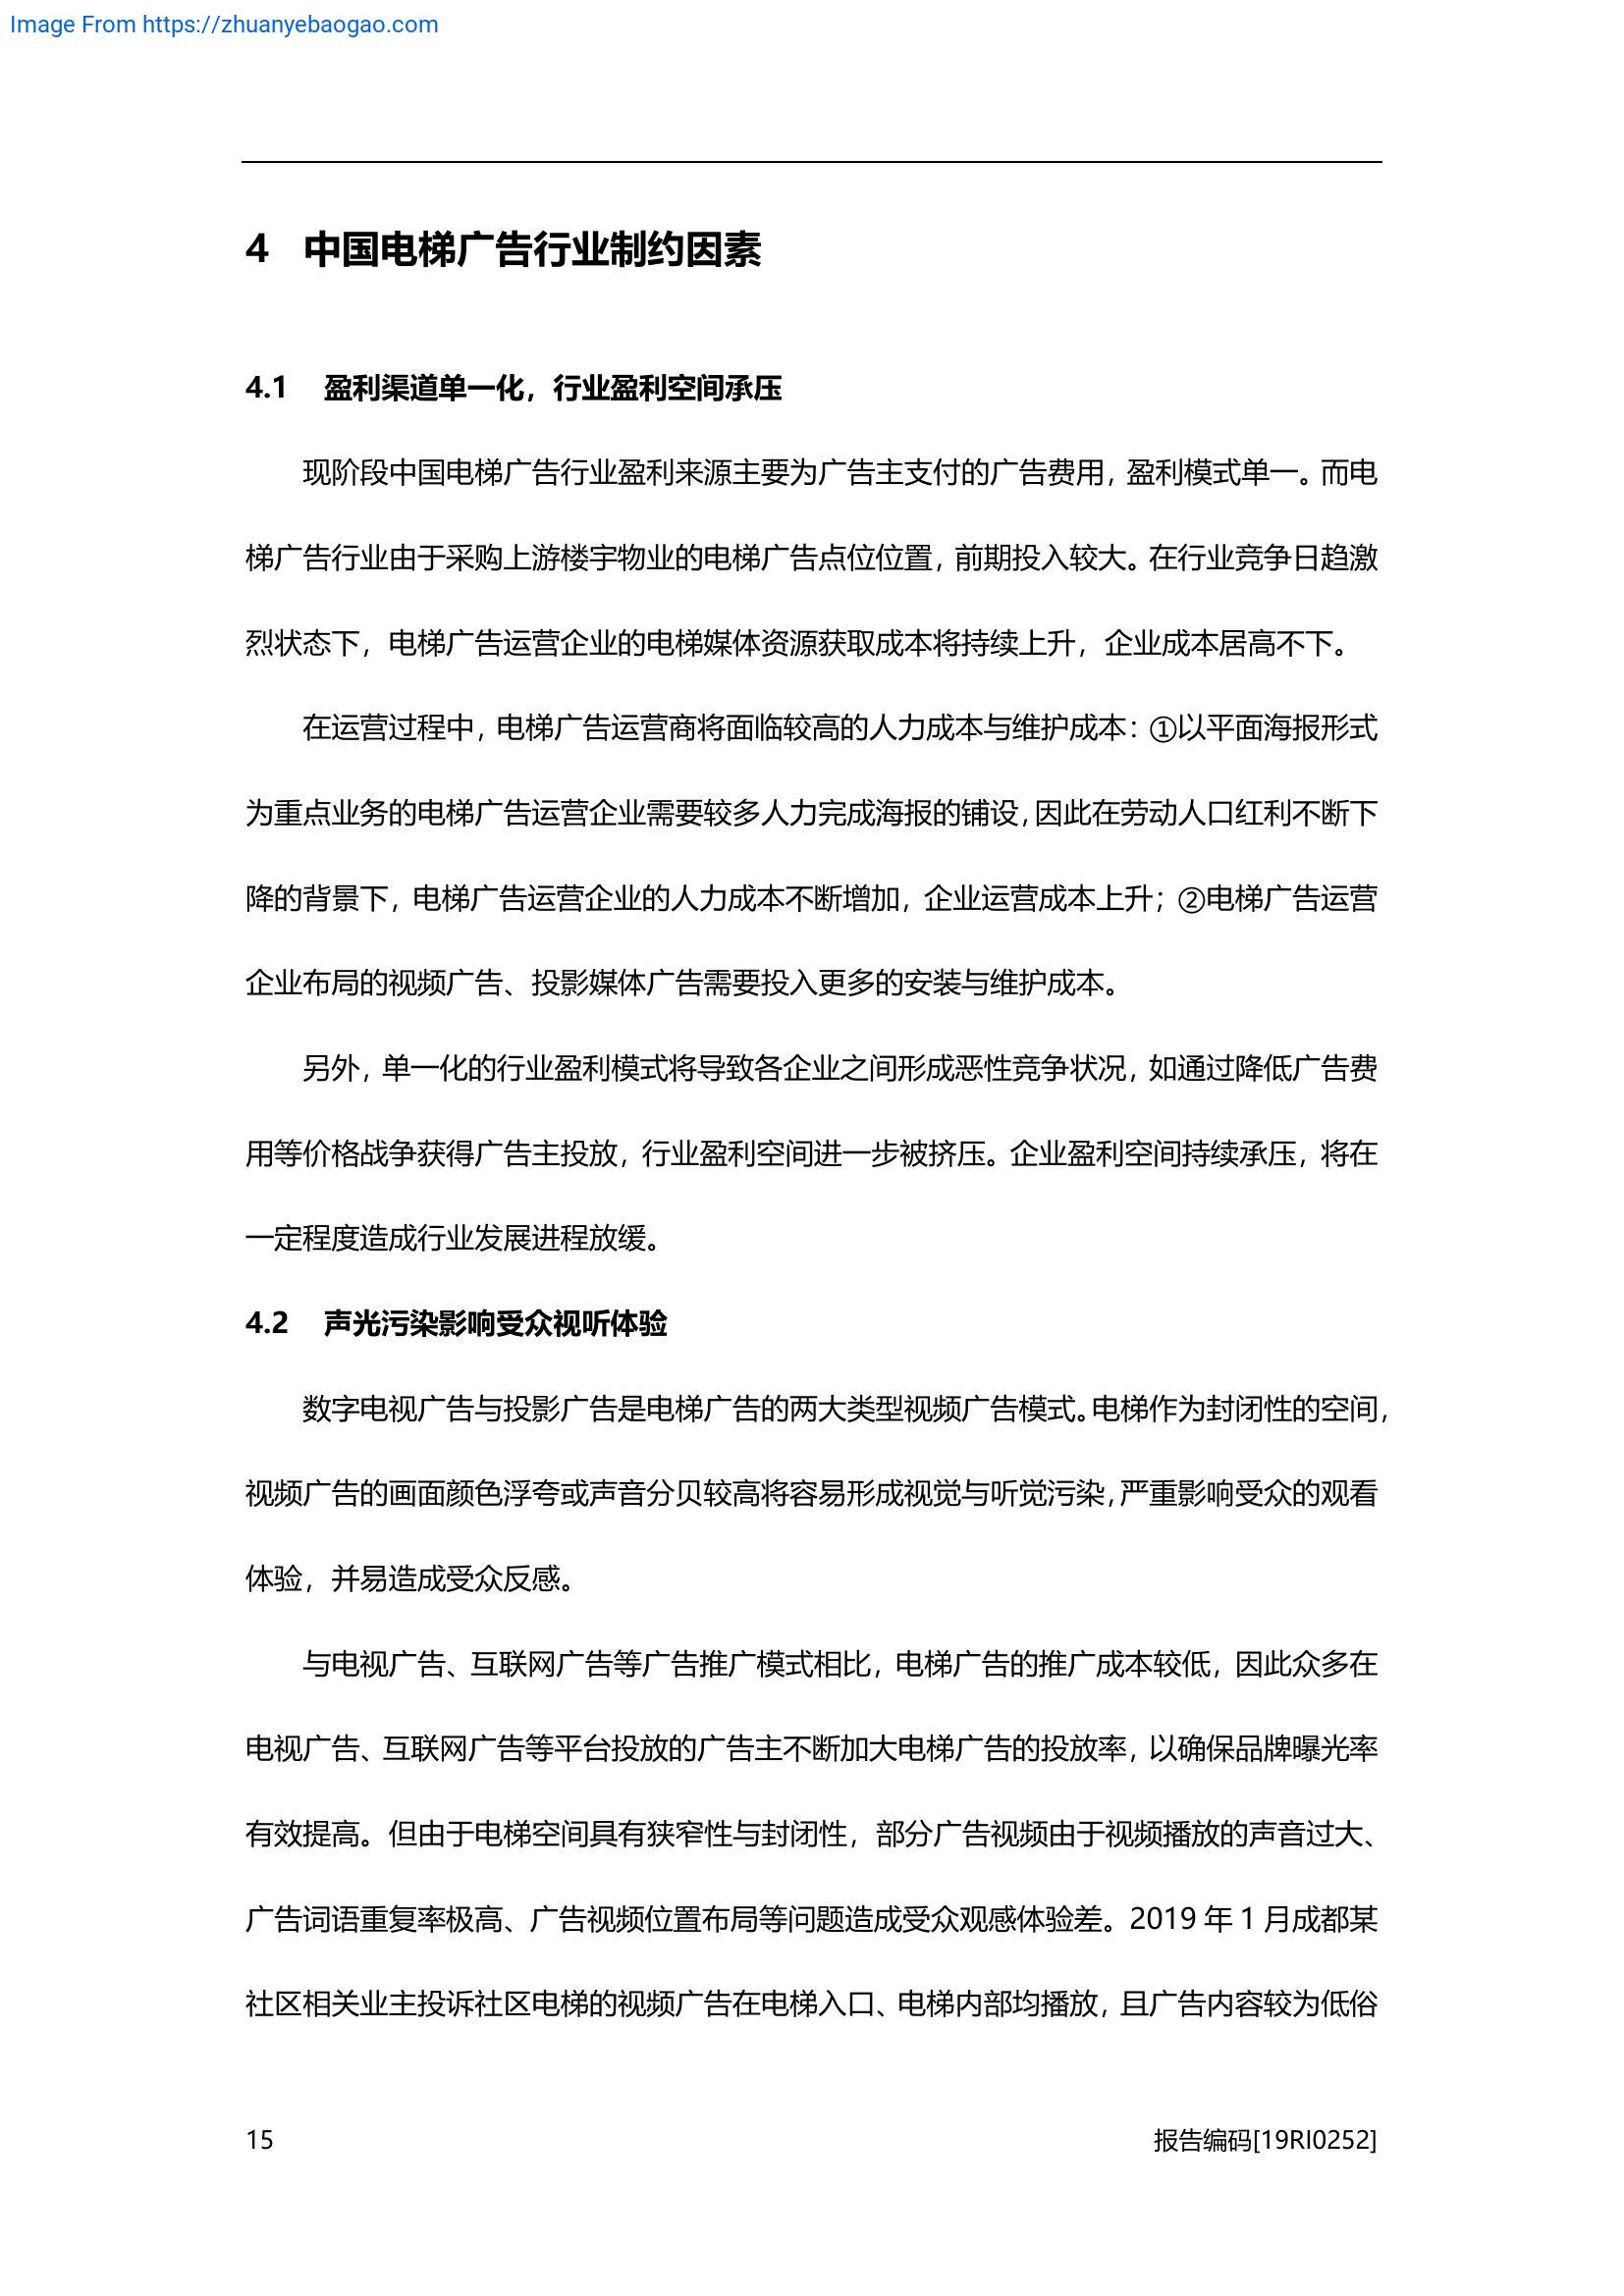 Image From https://zhuanyebaogao.com
4 中国电梯广告行业制约因素
4.1 盈利渠道单一化，行业盈利空间承压
现阶段中国电梯广告行业盈利来源主要为广告主支付的广告费用，盈利模式单一。而电
梯广告行业由于采购上游楼宇物业的电梯广告点位位置，前期投入较大。在行业竞争日趋激
烈状态下，电梯广告运营企业的电梯媒体资源获取成本将持续上升，企业成本居高不下。
在运营过程中，电梯广告运营商将面临较高的人力成本与维护成本：①以平面海报形式
为重点业务的电梯广告运营企业需要较多人力完成海报的铺设，因此在劳动人口红利不断下
降的背景下，电梯广告运营企业的人力成本不断增加，企业运营成本上升；②电梯广告运营
企业布局的视频广告、投影媒体广告需要投入更多的安装与维护成本。
另外，单一化的行业盈利模式将导致各企业之间形成恶性竞争状况，如通过降低广告费
用等价格战争获得广告主投放，行业盈利空间进一步被挤压。企业盈利空间持续承压，将在
一定程度造成行业发展进程放缓。
4.2 声光污染影响受众视听体验
数字电视广告与投影广告是电梯广告的两大类型视频广告模式。电梯作为封闭性的空间，
视频广告的画面颜色浮夸或声音分贝较高将容易形成视觉与听觉污染，严重影响受众的观看
体验，并易造成受众反感。
与电视广告、互联网广告等广告推广模式相比，电梯广告的推广成本较低，因此众多在
电视广告、互联网广告等平台投放的广告主不断加大电梯广告的投放率，以确保品牌曝光率
有效提高。但由于电梯空间具有狭窄性与封闭性，部分广告视频由于视频播放的声音过大、
广告词语重复率极高、广告视频位置布局等问题造成受众观感体验差。2019 年 1 月成都某
社区相关业主投诉社区电梯的视频广告在电梯入口、电梯内部均播放，且广告内容较为低俗
15
报告编码[19RI0252]